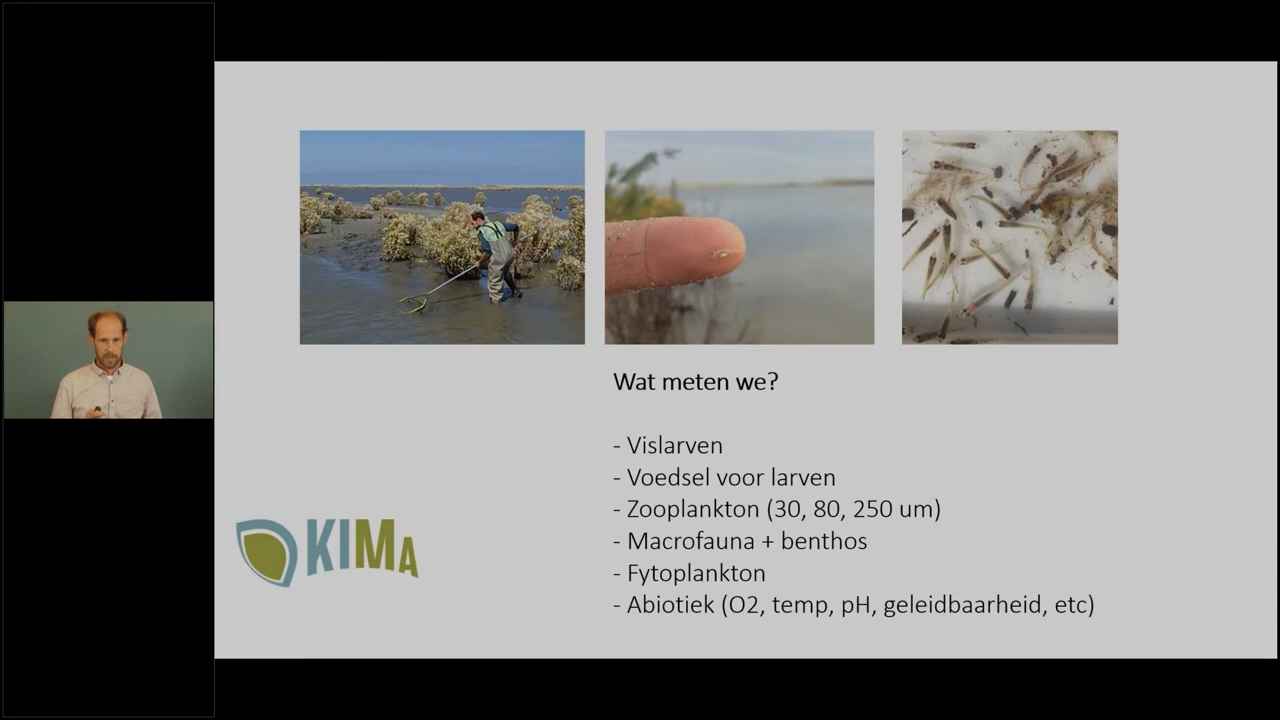 Wat meten we?
- Vislarven
- Voedsel voor larven
- Zooplankton (30, 80, 250 um)
- Macrofauna + benthos
- Fytoplankton
- Abiotiek (O2, temp, pH, geleidbaarheid, etc)
KIMA